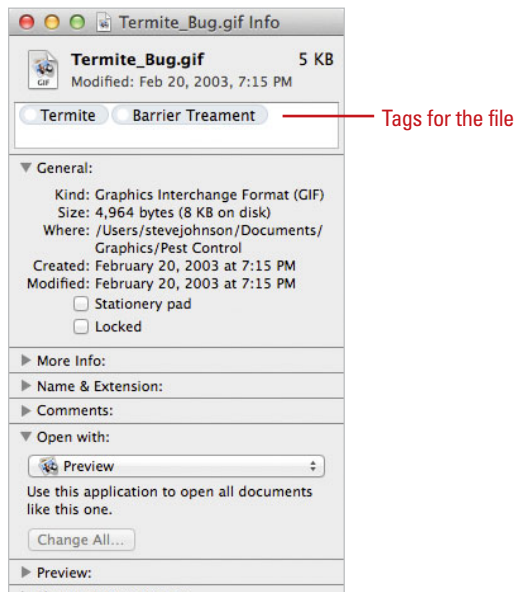 Termite_Bug.gif Info
Termite_Bug.gif 5 KB
Modified: Feb 20, 2003, 7:15 PM
GIF
Termite Barrier Treament
Tags for the file
General:
Kind: Graphics Interchange Format (GIF)
Size: 4,964 bytes (8 KB on disk)
Where: /Users/stevejohnson/Documents/
Graphics/Pest Control
Created: February 20, 2003 at 7:15 PM
Modified: February 20, 2003 at 7:15 PM
Stationery pad
Locked
More Info:
Name & Extension:
Comments:
Open with:
Preview
Use this application to open all documents
like this one.
Change All...
Preview: